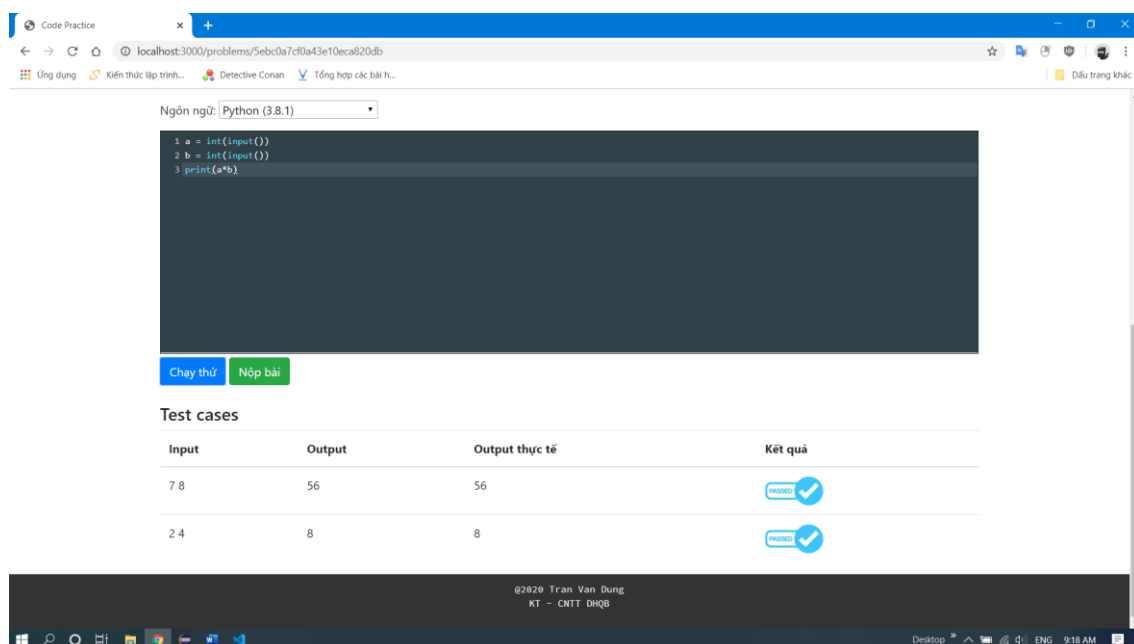 Code Practice
localhost:3000/problems/5ebc0a7cf0a43e10eca820db
Ứng dụng Kiến thức lập trình... Detective Conan Tổng hợp các bài h... Dấu trang khác
Ngôn ngữ: Python (3.8.1)
1 a = int(input())
2 b = int(input())
3 print(a*b)
Chạy thử Nộp bài
Test cases
Input Output Output thực tế Kết quả
7 8 56 56 PASSED
2 4 8 8 PASSED
@2020 Tran Van Dung
KT - CNTT DHQB
Desktop ENG 9:18 AM